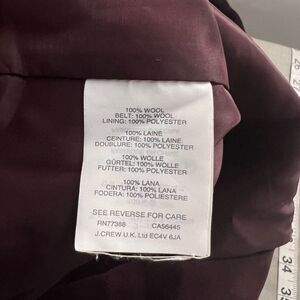 100% WOOL
BELT: 100% WOOL
LINING: 100% POLYESTER
100% LAINE
CEINTURE: 100% LAINE
DOUBLURE: 100% POLYESTER
100% WOLLE
GÜRTEL: 100% WOLLE
FUTTER: 100% POLYESTER
100% LANA
CINTURA: 100% LANA
FODERA: 100% POLIESTERE
SEE REVERSE FOR CARE
RN77388 CA56445
J.CREW U.K. Ltd EC4V 6JA
34